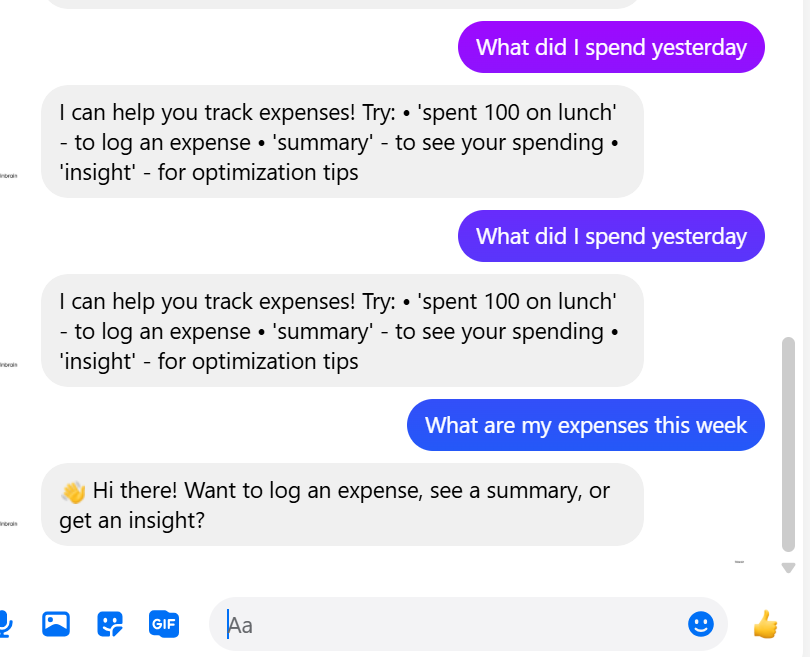 What did I spend yesterday
I can help you track expenses! Try: • 'spent 100 on lunch'
- to log an expense • 'summary' - to see your spending •
'insight' - for optimization tips
inbrain
What did I spend yesterday
I can help you track expenses! Try: • 'spent 100 on lunch'
- to log an expense • 'summary' - to see your spending •
'insight' - for optimization tips
inbrain
What are my expenses this week
👋 Hi there! Want to log an expense, see a summary, or
get an insight?
inbrain
GIF
Aa